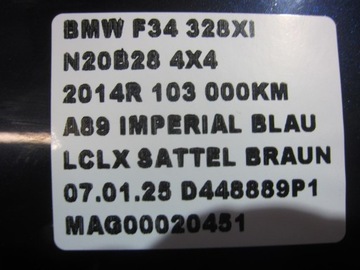 BMW F34 328XI
N20B28 4X4
2014R 103 000KM
A89 IMPERIAL BLAU
LCLX SATTEL BRAUN
07.01.25 D448889P1
MAG00020451